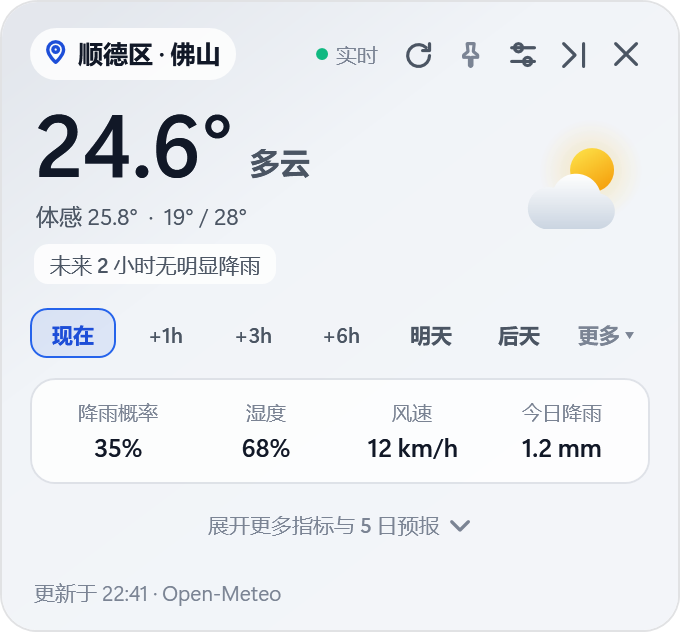 顺德区 · 佛山 实时
24.6° 多云
体感 25.8° · 19° / 28°
未来 2 小时无明显降雨
现在 +1h +3h +6h 明天 后天 更多
降雨概率 湿度 风速 今日降雨
35% 68% 12 km/h 1.2 mm
展开更多指标与 5 日预报
更新于 22:41 · Open-Meteo